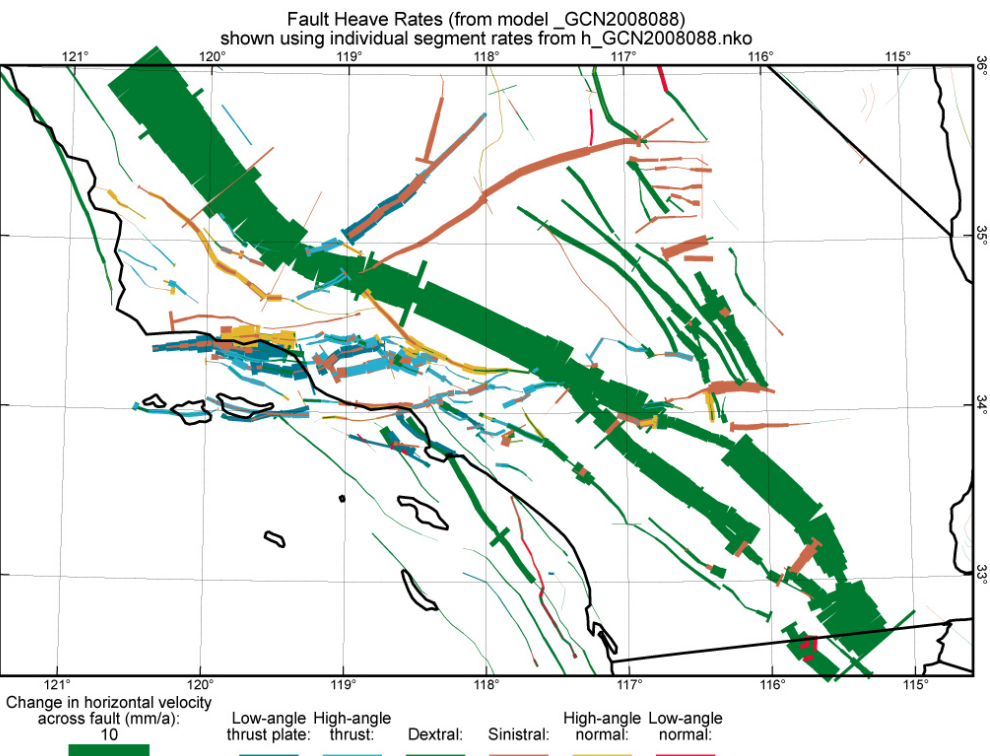 Fault Heave Rates (from model _GCN2008088)
shown using individual segment rates from h_GCN2008088.nko
121° 120° 119° 118° 117° 116° 115°
36°
35°
34°
33°
121° 120° 119° 118° 117° 116° 115°
Change in horizontal velocity
across fault (mm/a):
10
Low-angle
thrust plate:
High-angle
thrust:
Dextral:
Sinistral:
High-angle
normal:
Low-angle
normal: